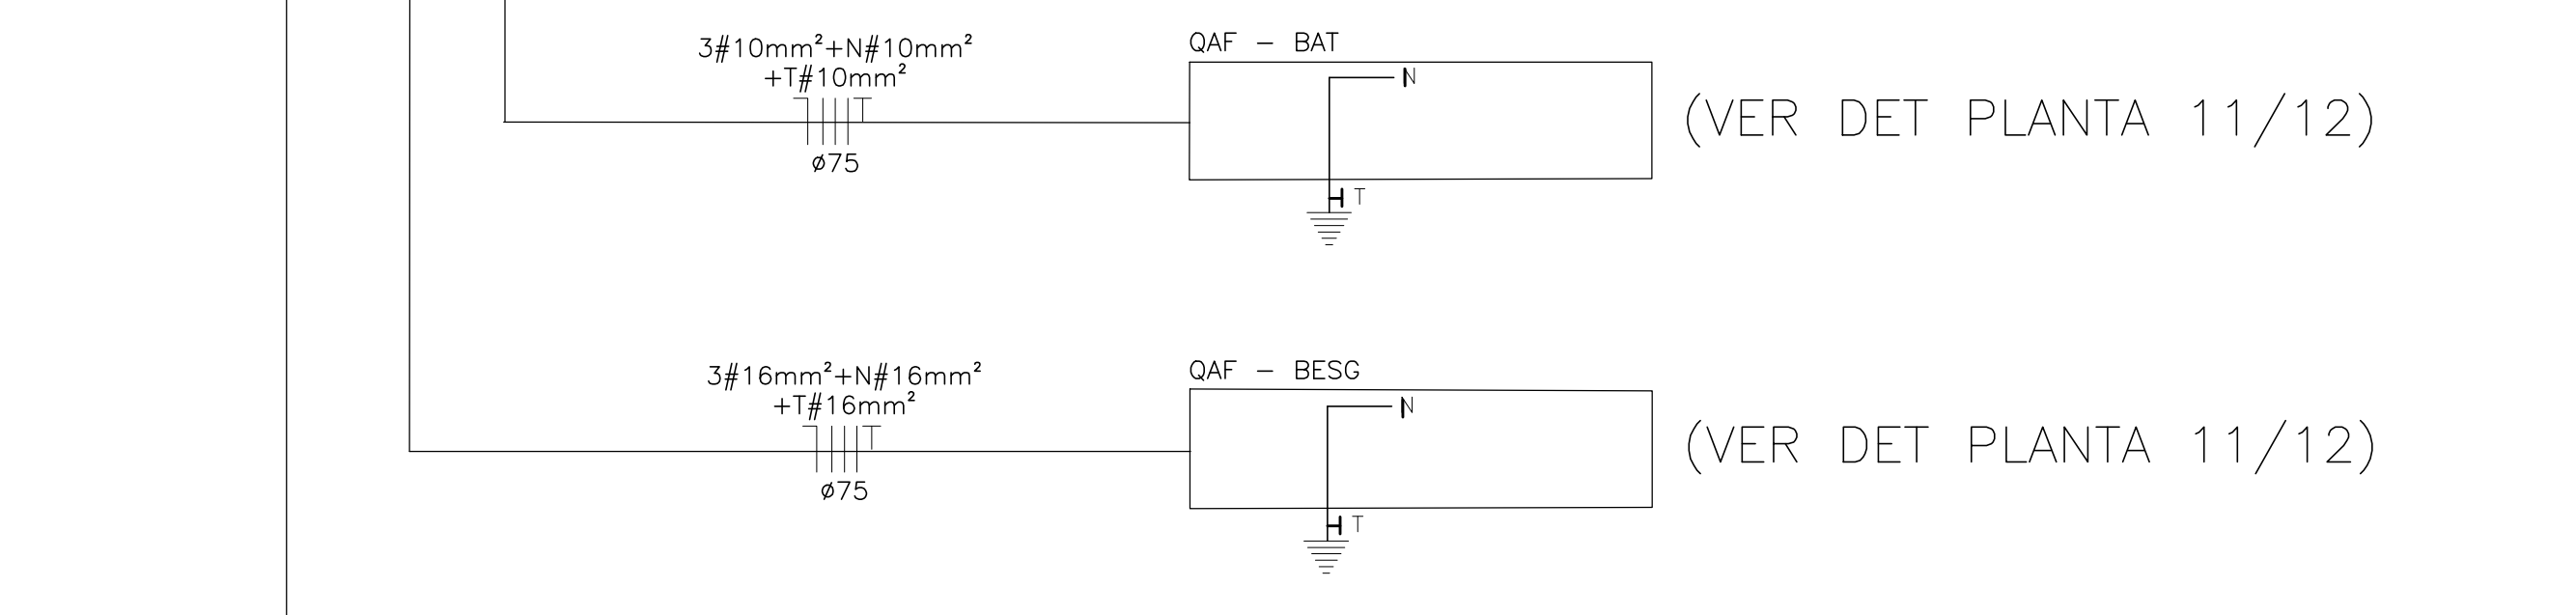 3#10mm²+N#10mm²
+T#10mm²
ø75
QAF - BAT
N
T
(VER DET PLANTA 11/12)
3#16mm²+N#16mm²
+T#16mm²
ø75
QAF - BESG
N
T
(VER DET PLANTA 11/12)